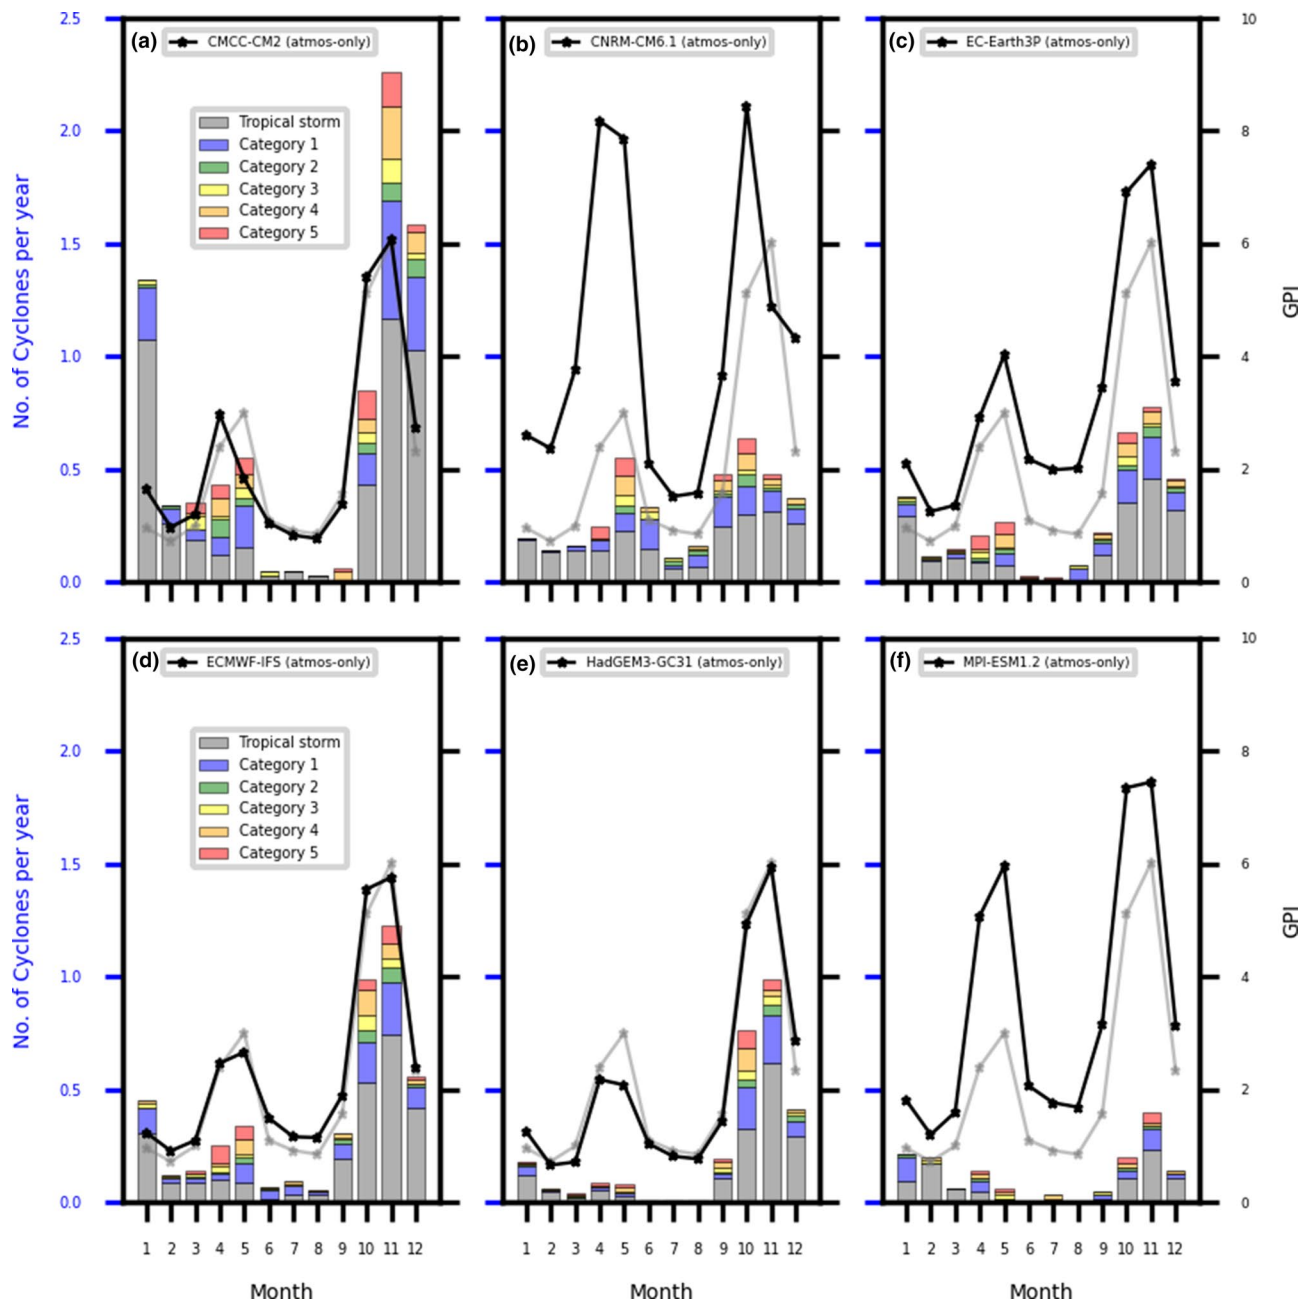 (a) CMCC-CM2 (atmos-only)
(b) CNRM-CM6.1 (atmos-only)
(c) EC-Earth3P (atmos-only)
2.5
2.0
1.5
1.0
0.5
0.0
No. of Cyclones per year
Tropical storm
Category 1
Category 2
Category 3
Category 4
Category 5
10
8
6
4
2
0
GPI
(d) ECMWF-IFS (atmos-only)
(e) HadGEM3-GC31 (atmos-only)
(f) MPI-ESM1.2 (atmos-only)
2.5
2.0
1.5
1.0
0.5
0.0
No. of Cyclones per year
Tropical storm
Category 1
Category 2
Category 3
Category 4
Category 5
10
8
6
4
2
0
GPI
1 2 3 4 5 6 7 8 9 10 11 12
1 2 3 4 5 6 7 8 9 10 11 12
1 2 3 4 5 6 7 8 9 10 11 12
Month
Month
Month